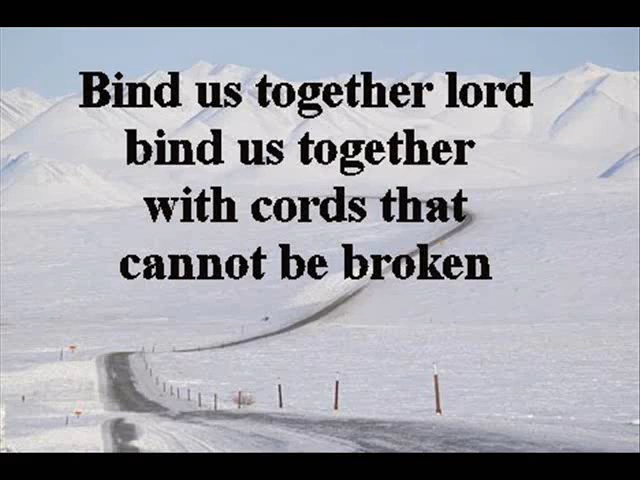 Bind us together lord
bind us together
with cords that
cannot be broken